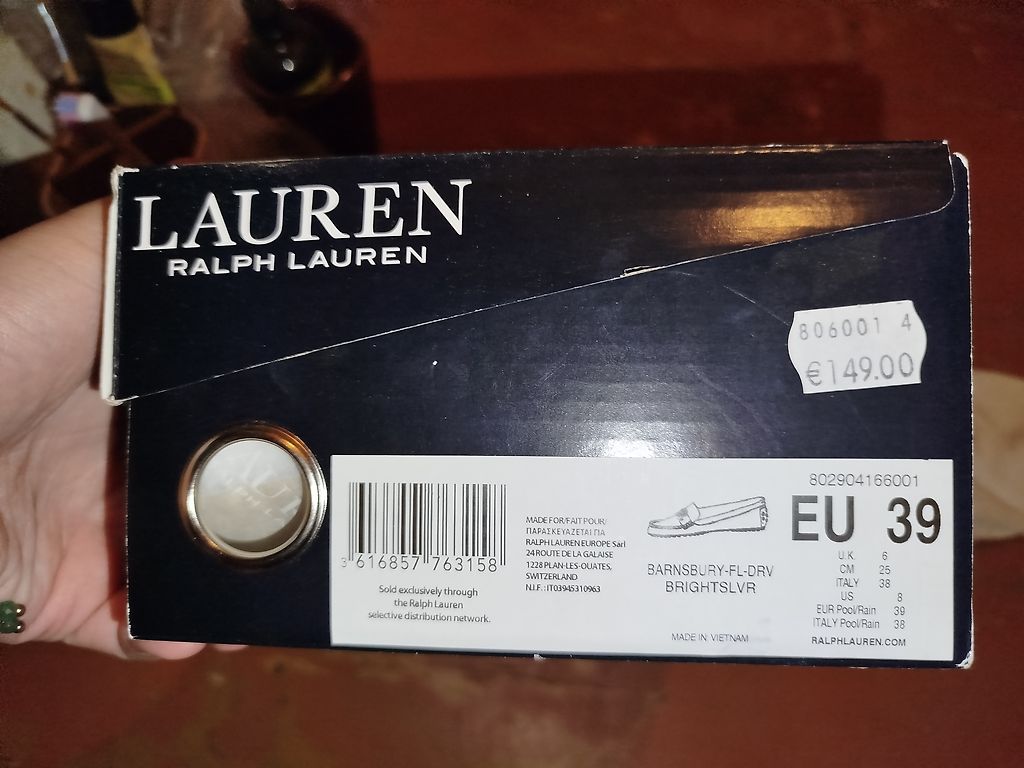 LAUREN
RALPH LAUREN
806001 4
€149.00
3 616857 763158
Sold exclusively through
the Ralph Lauren
selective distribution network.
MADE FOR/FAIT POUR/
ΠΑΡΑΣΚΕΥΑΖΕΤΑΙ ΓΙΑ
RALPH LAUREN EUROPE Sàrl
24 ROUTE DE LA GALAISE
1228 PLAN-LES-OUATES,
SWITZERLAND
N.I.F.: IT03945310963
BARNSBURY-FL-DRV
BRIGHTSLVR
MADE IN VIETNAM
802904166001
EU 39
U.K. 6
CM 25
ITALY 38
US 8
EUR Pool/Rain 39
ITALY Pool/Rain 38
RALPHLAUREN.COM